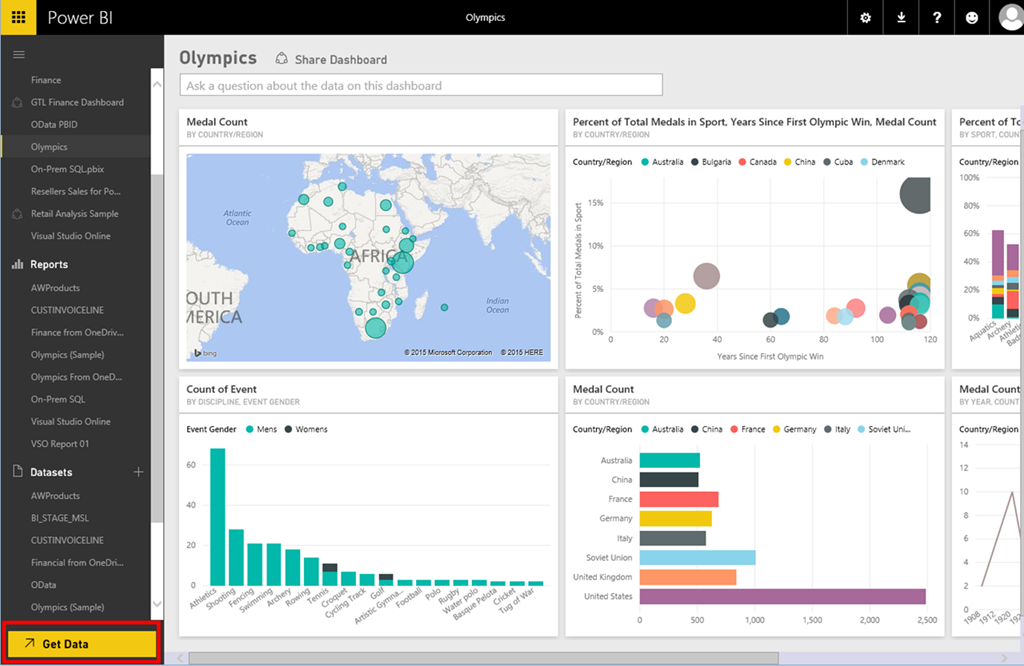 Power BI
Olympics
?
Finance
GTL Finance Dashboard
OData PBID
Olympics
On-Prem SQL.pbix
Resellers Sales for Po...
Retail Analysis Sample
Visual Studio Online
Reports
AWProducts
CUSTINVOICELINE
Finance from OneDriv...
Olympics (Sample)
Olympics From OneD...
On-Prem SQL
Visual Studio Online
VSO Report 01
Datasets +
AWProducts
BI_STAGE_MSL
CUSTINVOICELINE
Financial from OneDri...
OData
Olympics (Sample)
Get Data
Olympics Share Dashboard
Ask a question about the data on this dashboard
Medal Count
BY COUNTRY/REGION
Atlantic
Ocean
AFRICA
OUTH
MERICA
Indian
Ocean
bing
© 2015 Microsoft Corporation © 2015 HERE
Percent of Total Medals in Sport, Years Since First Olympic Win, Medal Count
BY COUNTRY/REGION
Country/Region Australia Bulgaria Canada China Cuba Denmark
Percent of Total Medals in Sport
15%
10%
5%
0%
0 20 40 60 80 100 120
Years Since First Olympic Win
Percent of To
BY SPORT, COUN
Country/Region
100%
80%
60%
40%
20%
0%
Aquatics
Archery
Count of Event
BY DISCIPLINE, EVENT GENDER
Event Gender Mens Womens
60
40
20
0
Athletics
Shooting
Fencing
Swimming
Archery
Rowing
Tennis
Croquet
Cycling Track
Golf
Artistic Gymna...
Football
Polo
Rugby
Water polo
Basque Pelota
Cricket
Tug of War
Medal Count
BY COUNTRY/REGION
Country/Region Australia China France Germany Italy Soviet Uni...
Australia
China
France
Germany
Italy
Soviet Union
United Kingdom
United States
0 500 1,000 1,500 2,000 2,500
Medal Count
BY YEAR, COUNT
Country/Region
14
12
10
8
6
4
2
0
1908
1912
1920